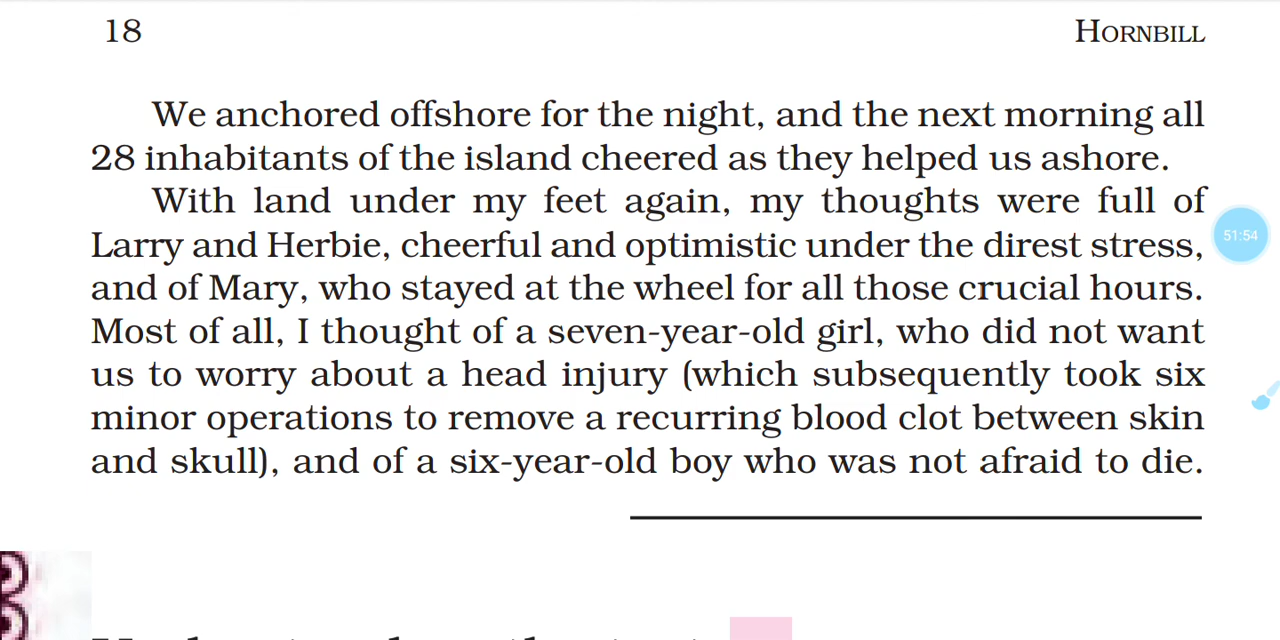 18 HORNBILL
We anchored offshore for the night, and the next morning all
28 inhabitants of the island cheered as they helped us ashore.
With land under my feet again, my thoughts were full of
Larry and Herbie, cheerful and optimistic under the direst stress,
51:54
and of Mary, who stayed at the wheel for all those crucial hours.
Most of all, I thought of a seven-year-old girl, who did not want
us to worry about a head injury (which subsequently took six
minor operations to remove a recurring blood clot between skin
and skull), and of a six-year-old boy who was not afraid to die.